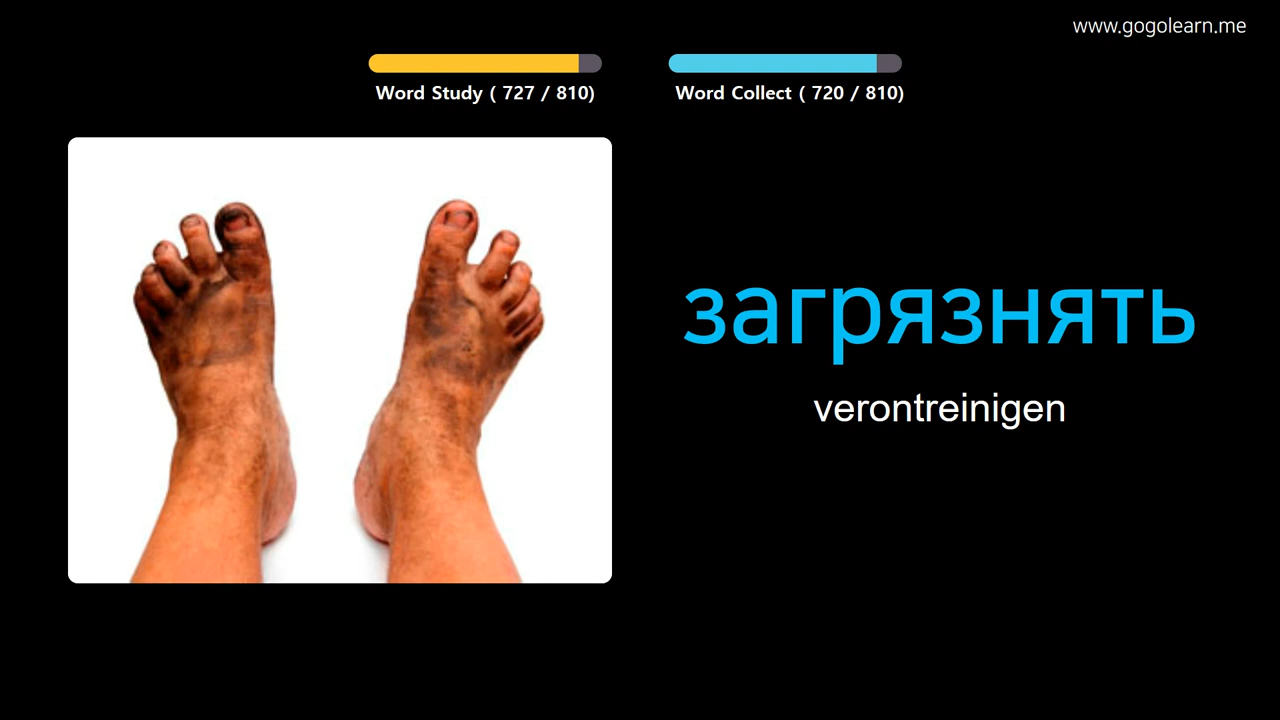 www.gogolearn.me
Word Study ( 727 / 810)
Word Collect ( 720 / 810)
загрязнять
verontreinigen